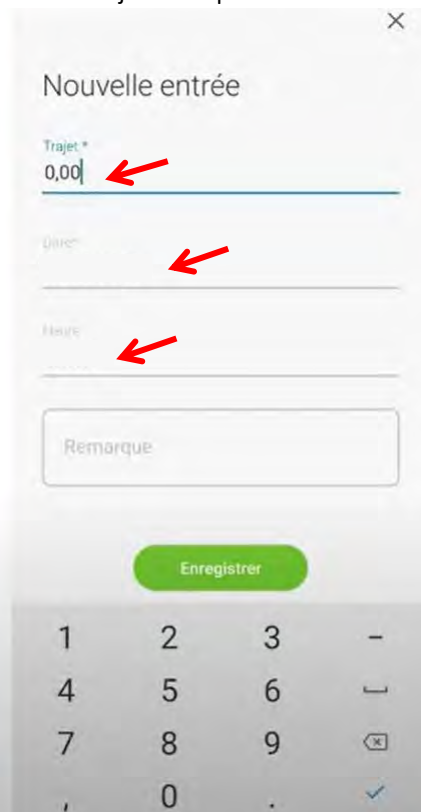 Nouvelle entrée
Trajet *
0,00
Date*
Heure
Remarque
Enregistrer
1 2 3 -
4 5 6
7 8 9
, 0 .